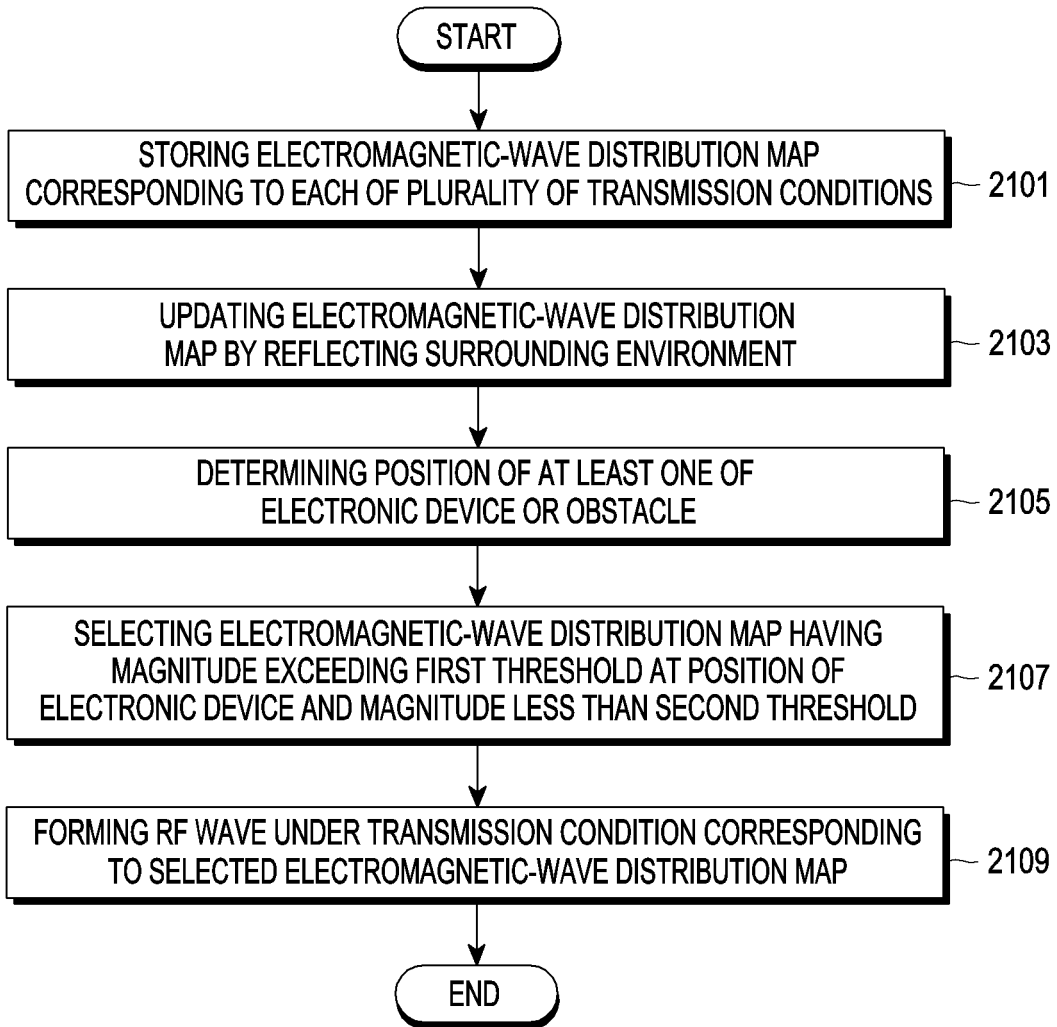 START
STORING ELECTROMAGNETIC-WAVE DISTRIBUTION MAP
CORRESPONDING TO EACH OF PLURALITY OF TRANSMISSION CONDITIONS
2101
UPDATING ELECTROMAGNETIC-WAVE DISTRIBUTION
MAP BY REFLECTING SURROUNDING ENVIRONMENT
2103
DETERMINING POSITION OF AT LEAST ONE OF
ELECTRONIC DEVICE OR OBSTACLE
2105
SELECTING ELECTROMAGNETIC-WAVE DISTRIBUTION MAP HAVING
MAGNITUDE EXCEEDING FIRST THRESHOLD AT POSITION OF
ELECTRONIC DEVICE AND MAGNITUDE LESS THAN SECOND THRESHOLD
2107
FORMING RF WAVE UNDER TRANSMISSION CONDITION CORRESPONDING
TO SELECTED ELECTROMAGNETIC-WAVE DISTRIBUTION MAP
2109
END